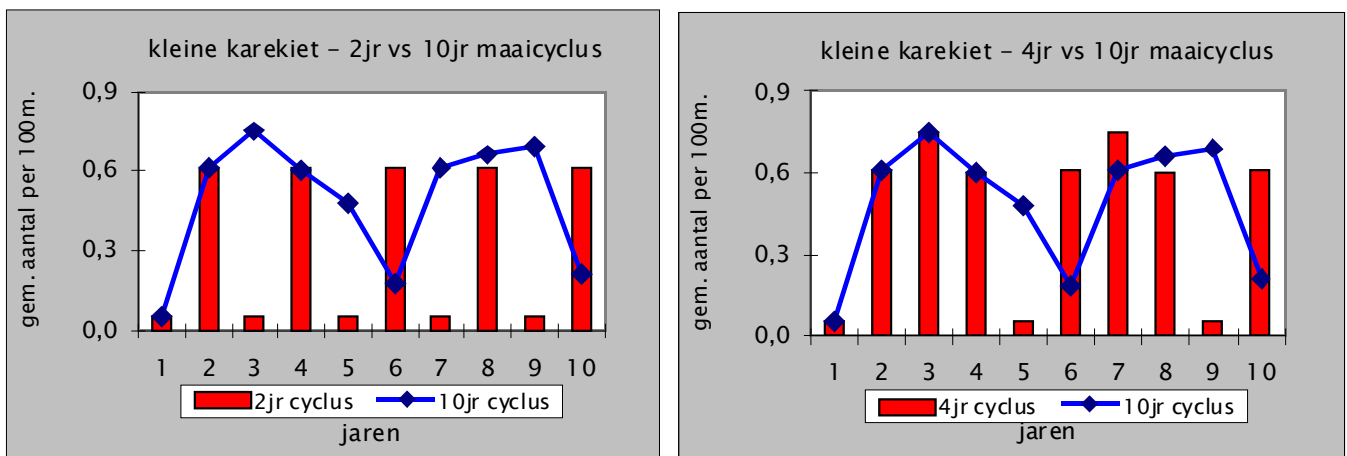 kleine karekiet – 2jr vs 10jr maaicyclus
gem. aantal per 100m.
0,9
0,6
0,3
0,0
1 2 3 4 5 6 7 8 9 10
2jr cyclus 10jr cyclus
jaren
kleine karekiet – 4jr vs 10jr maaicyclus
gem. aantal per 100m.
0,9
0,6
0,3
0,0
1 2 3 4 5 6 7 8 9 10
4jr cyclus 10jr cyclus
jaren